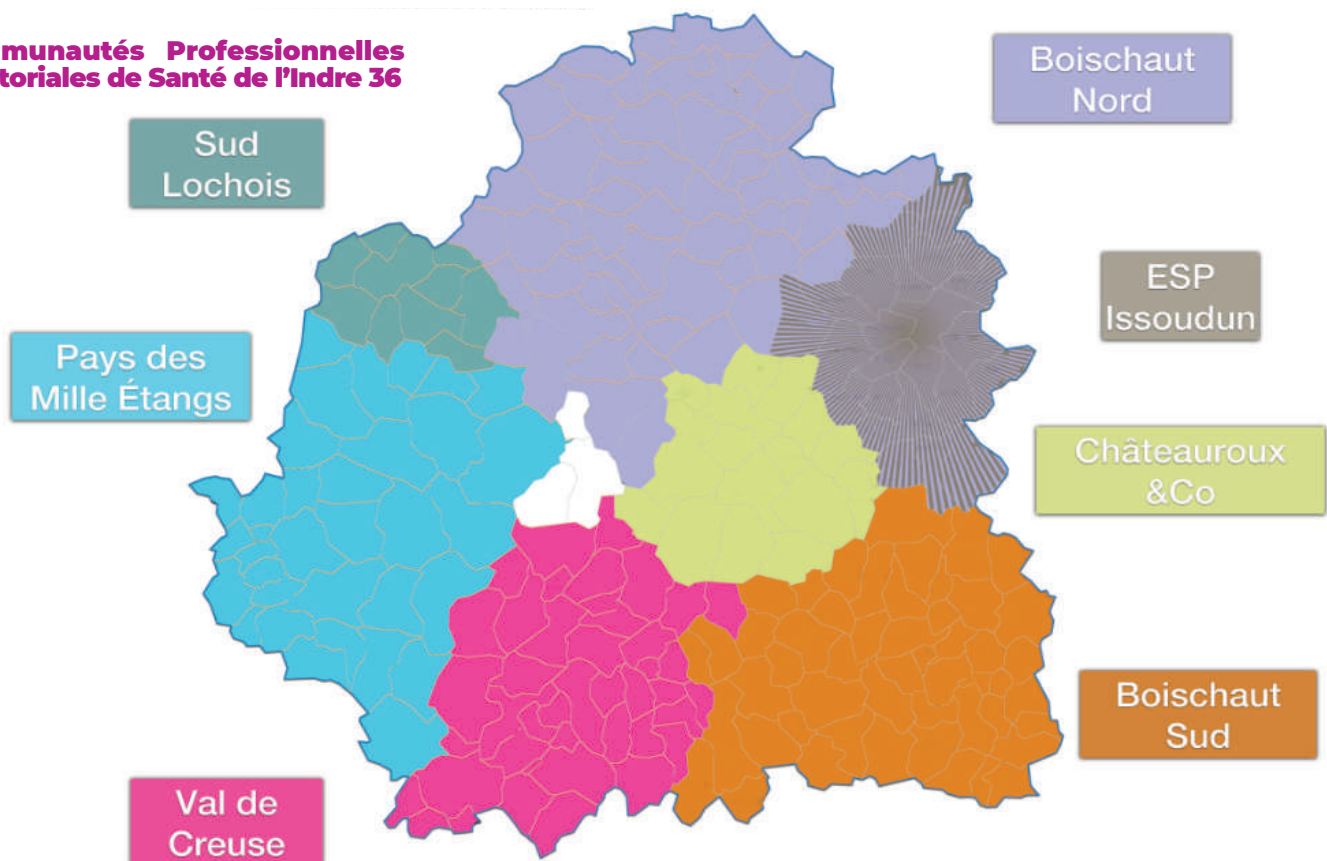 munautés Professionnelles
toriales de Santé de l'Indre 36
Boischaut
Nord
Sud
Lochois
ESP
Issoudun
Pays des
Mille Étangs
Châteauroux
&Co
Boischaut
Sud
Val de
Creuse